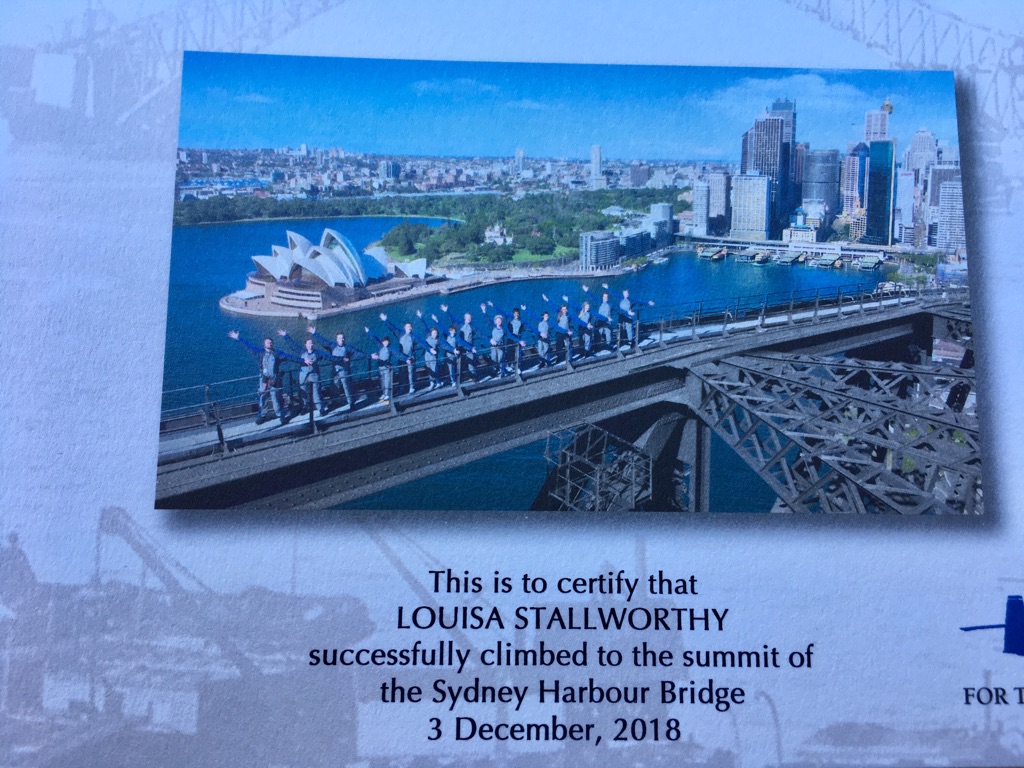 This is to certify that
LOUISA STALLWORTHY
successfully climbed to the summit of
the Sydney Harbour Bridge
3 December, 2018
FOR T